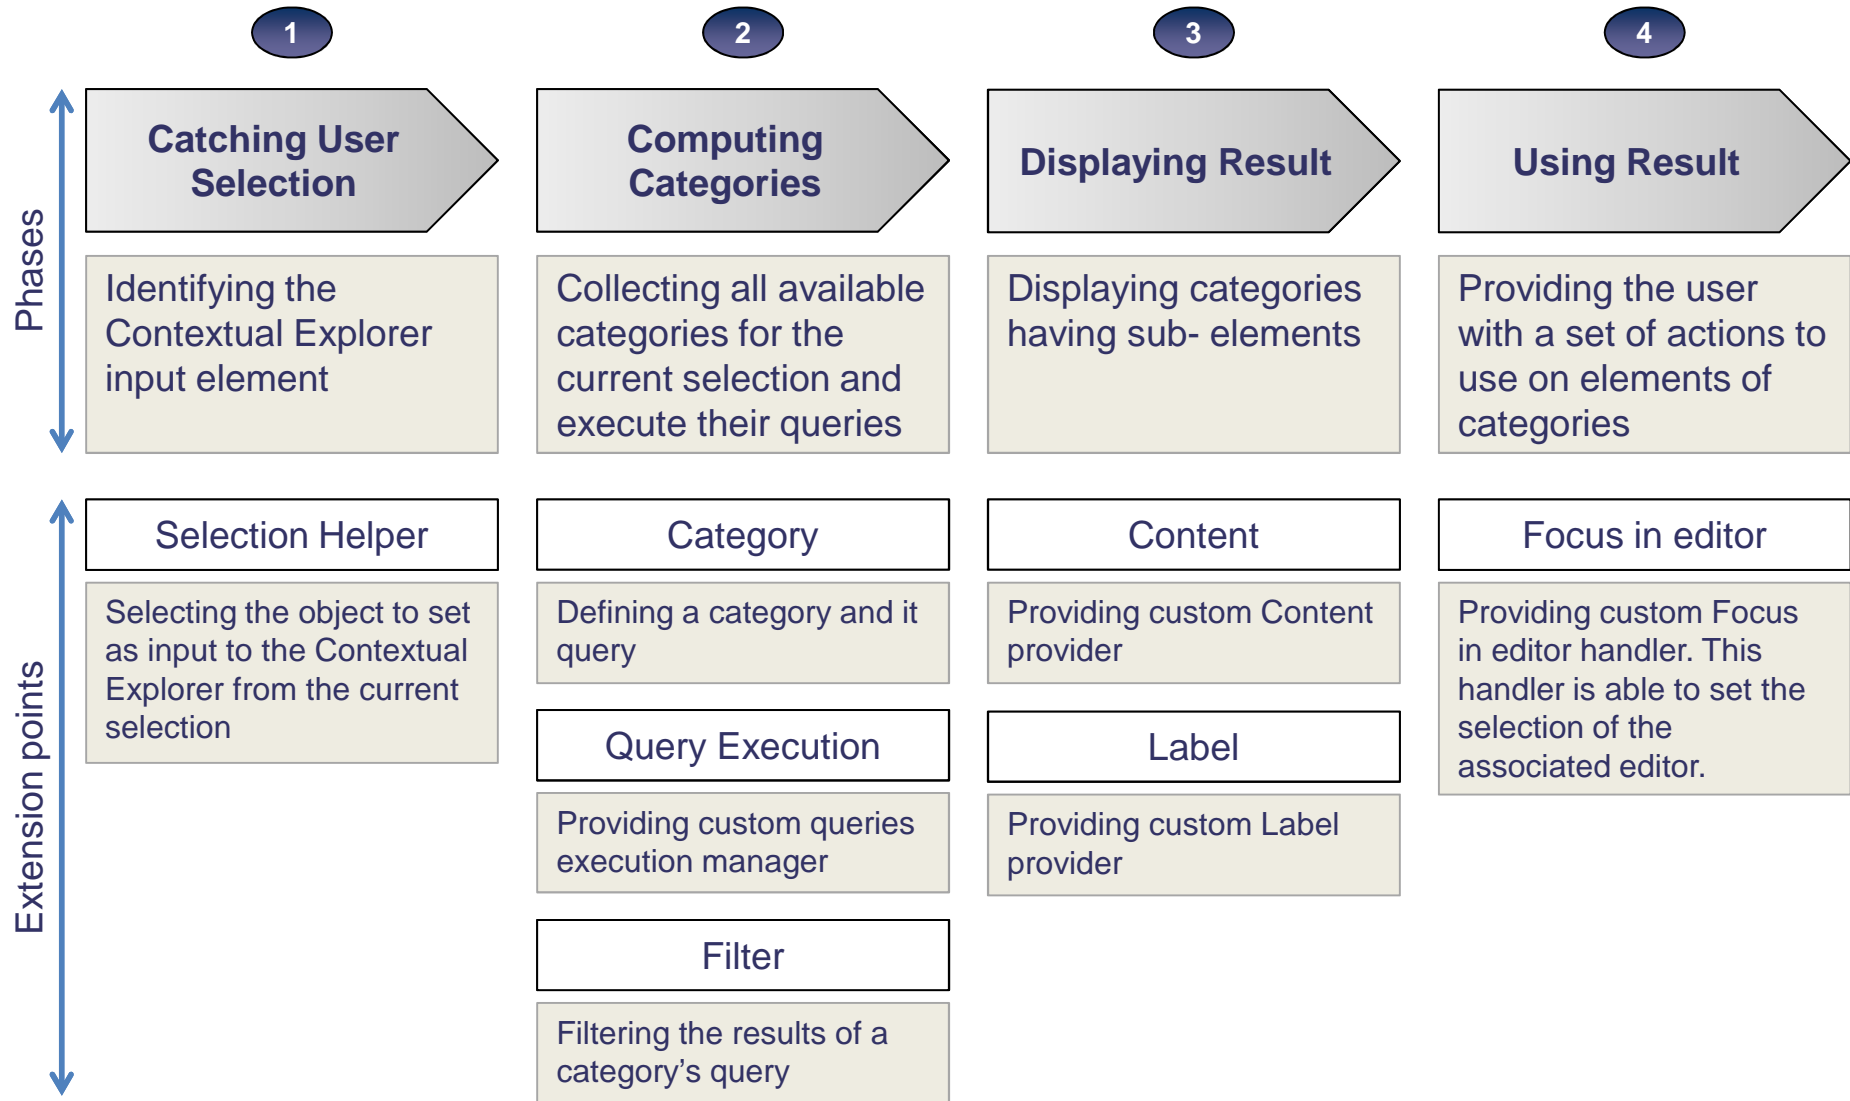 1
2
3
4
Phases
Catching User
Selection
Computing
Categories
Displaying Result
Using Result
Identifying the
Contextual Explorer
input element
Collecting all available
categories for the
current selection and
execute their queries
Displaying categories
having sub- elements
Providing the user
with a set of actions to
use on elements of
categories
Extension points
Selection Helper
Selecting the object to set
as input to the Contextual
Explorer from the current
selection
Category
Defining a category and it
query
Query Execution
Providing custom queries
execution manager
Filter
Filtering the results of a
category’s query
Content
Providing custom Content
provider
Label
Providing custom Label
provider
Focus in editor
Providing custom Focus
in editor handler. This
handler is able to set the
selection of the
associated editor.